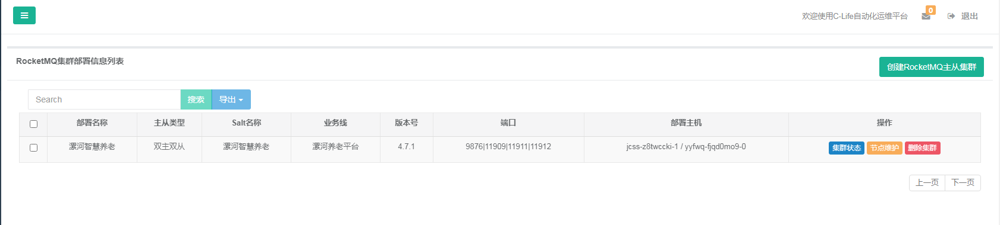 欢迎使用C-Life自动化运维平台 0 退出
RocketMQ集群部署信息列表
创建RocketMQ主从集群
Search 搜索 导出
部署名称 主从类型 Salt名称 业务线 版本号 端口 部署主机 操作
漯河智慧养老 双主双从 漯河智慧养老 漯河养老平台 4.7.1 9876|11909|11911|11912 jcss-z8twccki-1 / yyfwq-fjqd0mo9-0 集群状态 节点维护 删除集群
上一页 下一页